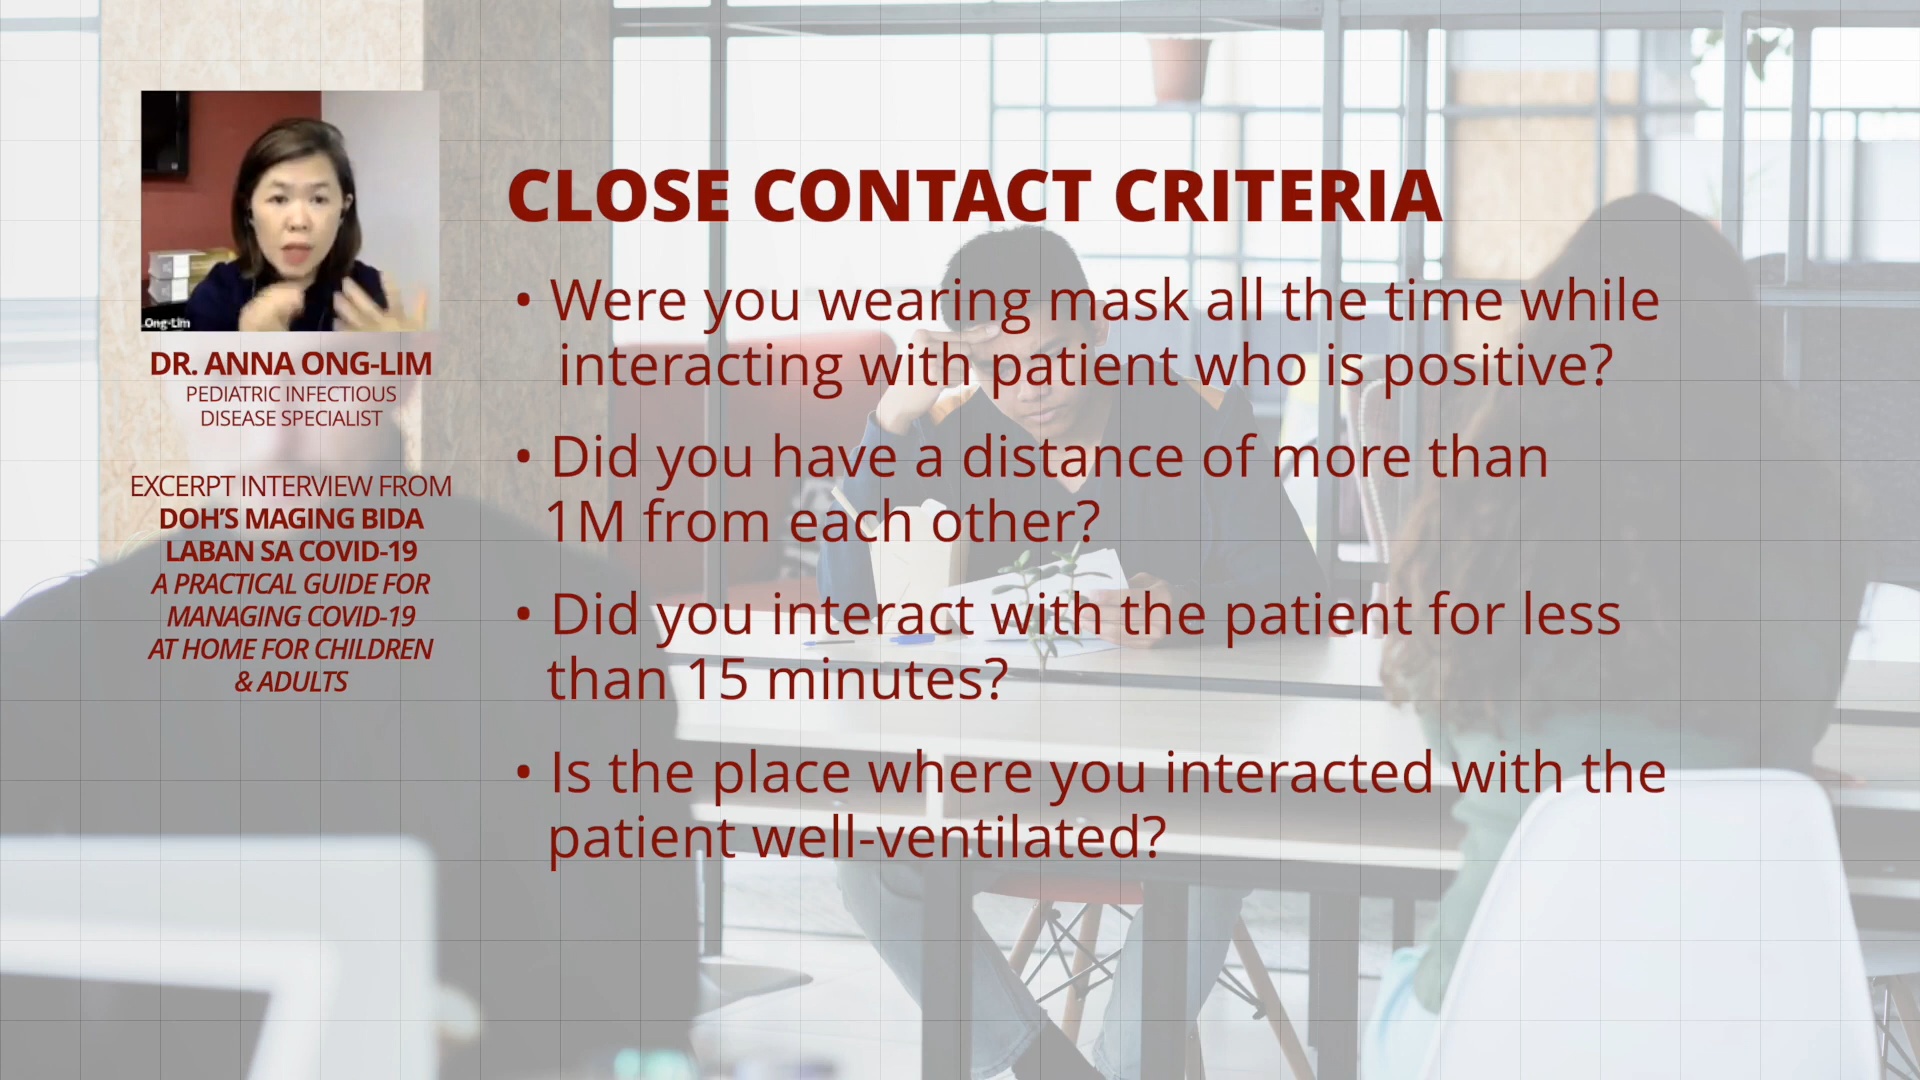 Ong-Lim
DR. ANNA ONG-LIM
PEDIATRIC INFECTIOUS
DISEASE SPECIALIST
EXCERPT INTERVIEW FROM
DOH'S MAGING BIDA
LABAN SA COVID-19
A PRACTICAL GUIDE FOR
MANAGING COVID-19
AT HOME FOR CHILDREN
& ADULTS
CLOSE CONTACT CRITERIA
• Were you wearing mask all the time while
interacting with patient who is positive?
• Did you have a distance of more than
1M from each other?
• Did you interact with the patient for less
than 15 minutes?
• Is the place where you interacted with the
patient well-ventilated?